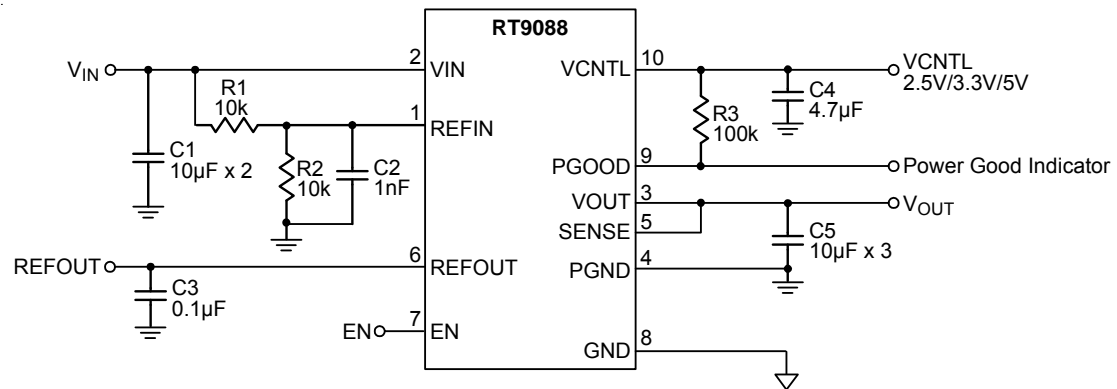 RT9088
VIN
2
VIN
R1
10k
1
REFIN
C1
10µF x 2
R2
10k
C2
1nF
REFOUT
6
REFOUT
C3
0.1µF
EN
7
EN
VCNTL
10
VCNTL
2.5V/3.3V/5V
R3
100k
C4
4.7µF
PGOOD
9
Power Good Indicator
VOUT
3
VOUT
SENSE
5
C5
10µF x 3
PGND
4
GND
8